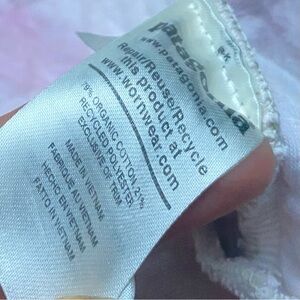 patagonia
www.patagonia.com
Repair/Reuse/Recycle
this product at
www.wornwear.com
79% ORGANIC COTTON 21%
RECYCLED POLYESTER
EXCLUSIVE OF TRIM
MADE IN VIETNAM
FABRIQUÉ AU VIETNAM
HECHO EN VIETNAM
FATTO IN VIETNAM